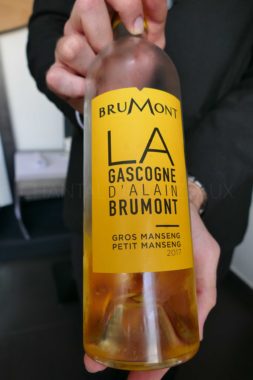 BRUMONT
LA
GASCOGNE
D'ALAIN
BRUMONT
GROS MANSENG
PETIT MANSENG
2017